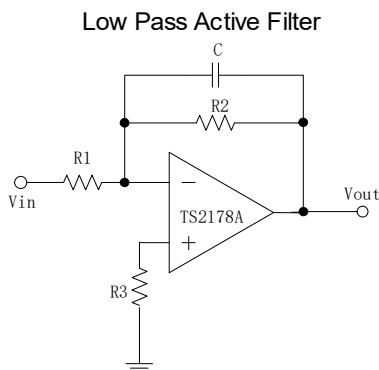 Low Pass Active Filter
C
R2
R1
Vin
TS2178A
Vout
R3